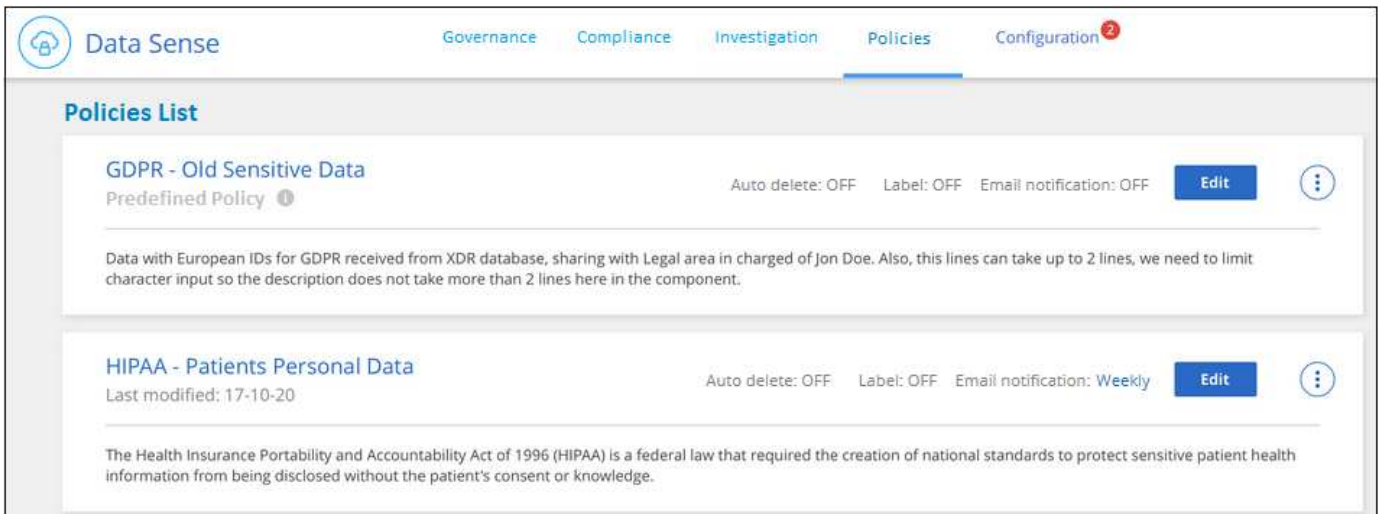 Data Sense
Governance Compliance Investigation Policies Configuration 2
Policies List
GDPR - Old Sensitive Data
Predefined Policy i
Auto delete: OFF Label: OFF Email notification: OFF Edit
Data with European IDs for GDPR received from XDR database, sharing with Legal area in charged of Jon Doe. Also, this lines can take up to 2 lines, we need to limit
character input so the description does not take more than 2 lines here in the component.
HIPAA - Patients Personal Data
Last modified: 17-10-20
Auto delete: OFF Label: OFF Email notification: Weekly Edit
The Health Insurance Portability and Accountability Act of 1996 (HIPAA) is a federal law that required the creation of national standards to protect sensitive patient health
information from being disclosed without the patient's consent or knowledge.